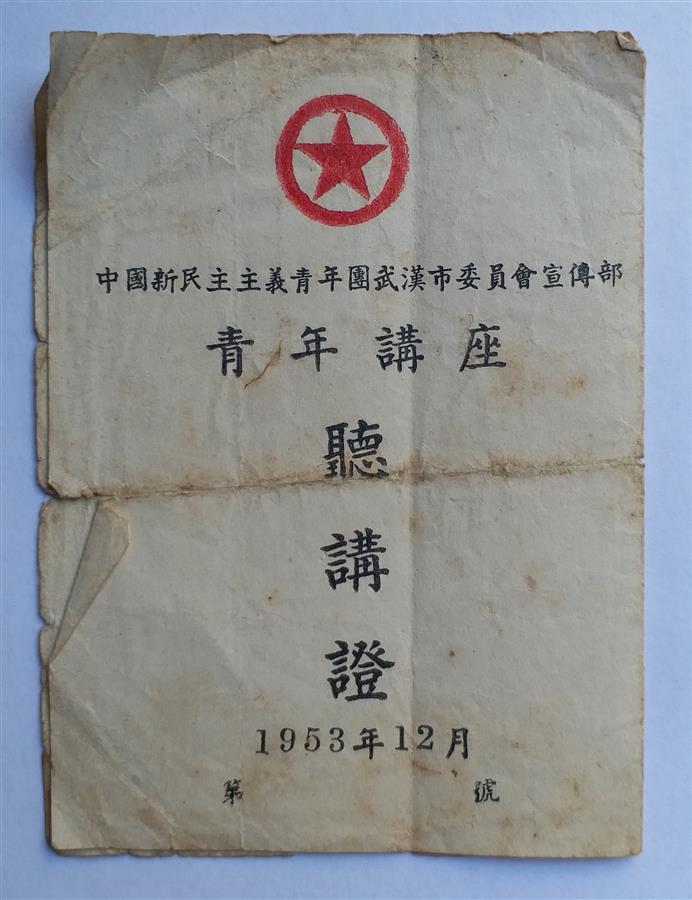 中國新民主主義青年團武漢市委員會宣傳部
青年講座
聽
講
證
1953年12月
第 號